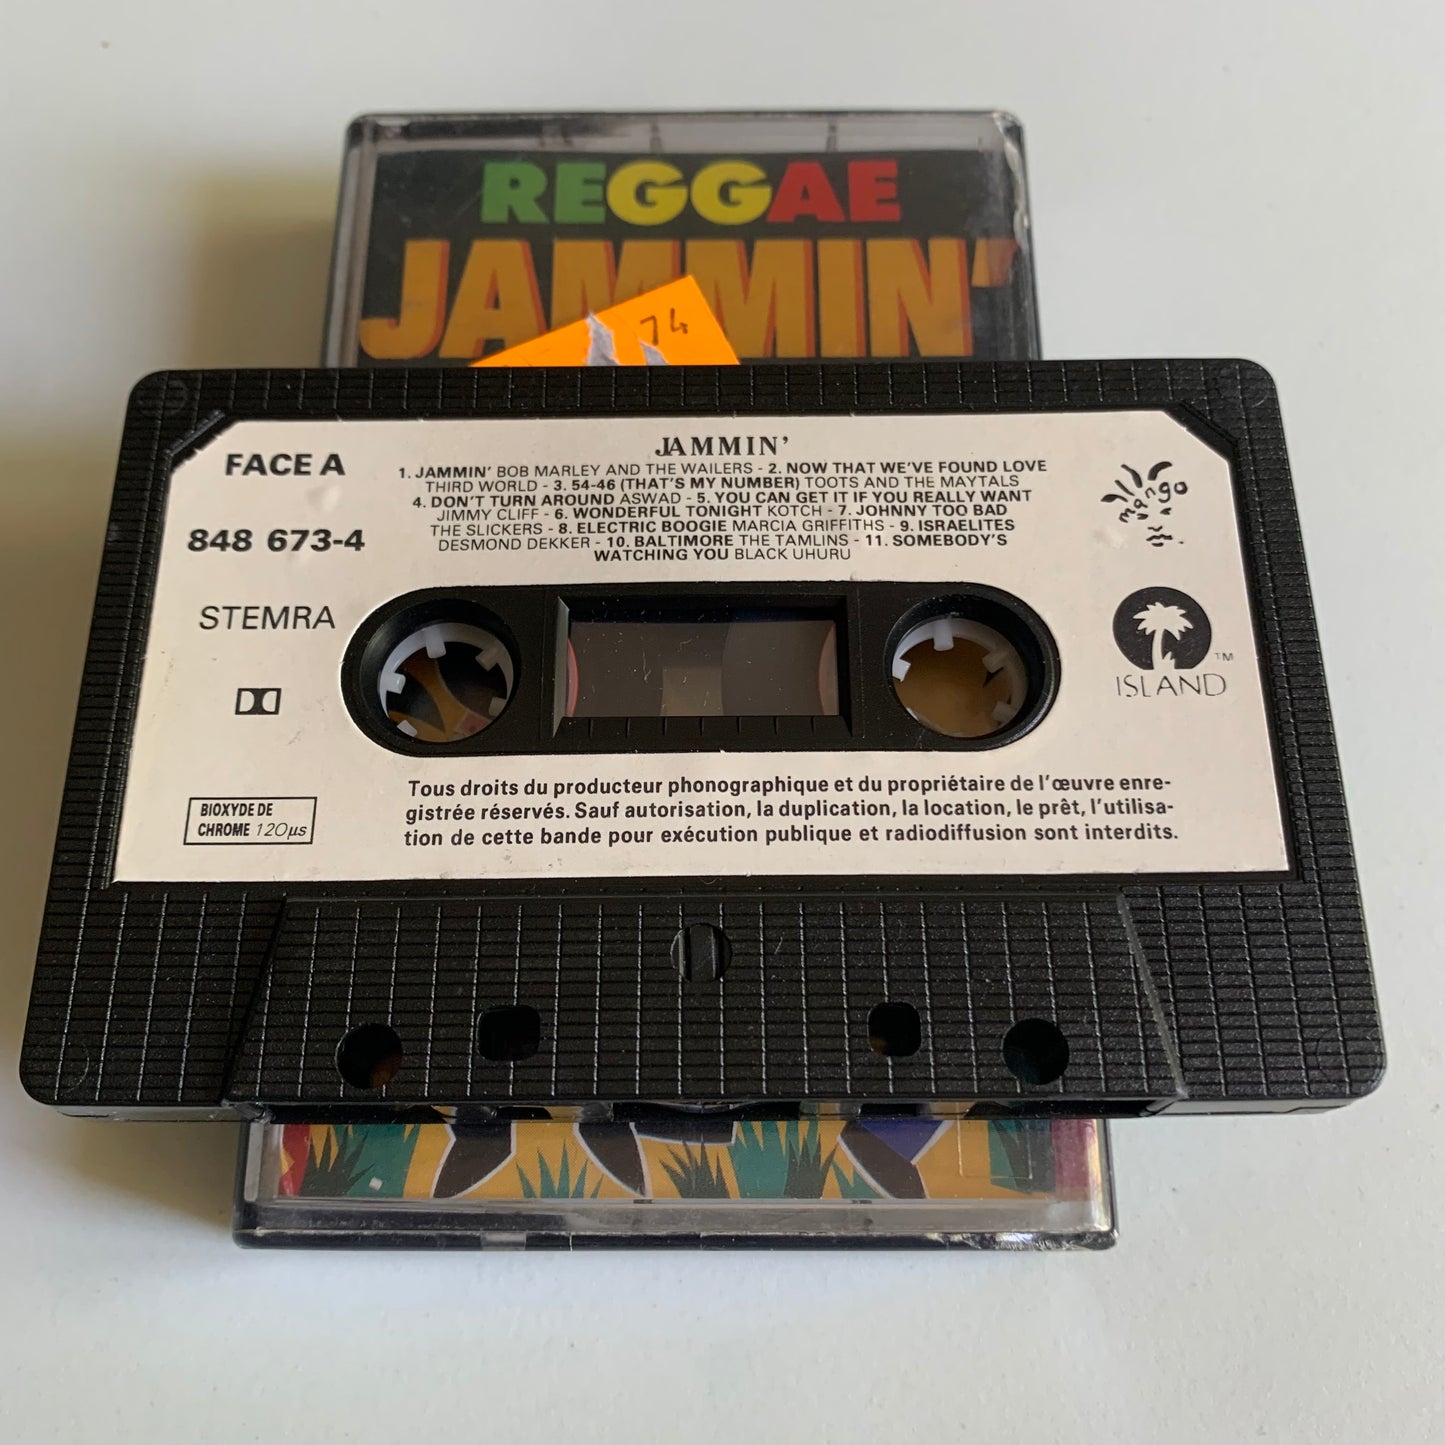 REGGAE
JAMMIN'
74
FACE A
848 673-4
STEMRA
BIOXYDE DE
CHROME 120µs
JAMMIN'
1. JAMMIN' BOB MARLEY AND THE WAILERS - 2. NOW THAT WE'VE FOUND LOVE
THIRD WORLD - 3. 54-46 (THAT'S MY NUMBER) TOOTS AND THE MAYTALS
4. DON'T TURN AROUND ASWAD - 5. YOU CAN GET IT IF YOU REALLY WANT
JIMMY CLIFF - 6. WONDERFUL TONIGHT KOTCH - 7. JOHNNY TOO BAD
THE SLICKERS - 8. ELECTRIC BOOGIE MARCIA GRIFFITHS - 9. ISRAELITES
DESMOND DEKKER - 10. BALTIMORE THE TAMLINS - 11. SOMEBODY'S
WATCHING YOU BLACK UHURU
mango
ISLAND TM
Tous droits du producteur phonographique et du propriétaire de l'œuvre enre-
gistrée réservés. Sauf autorisation, la duplication, la location, le prêt, l'utilisa-
tion de cette bande pour exécution publique et radiodiffusion sont interdits.